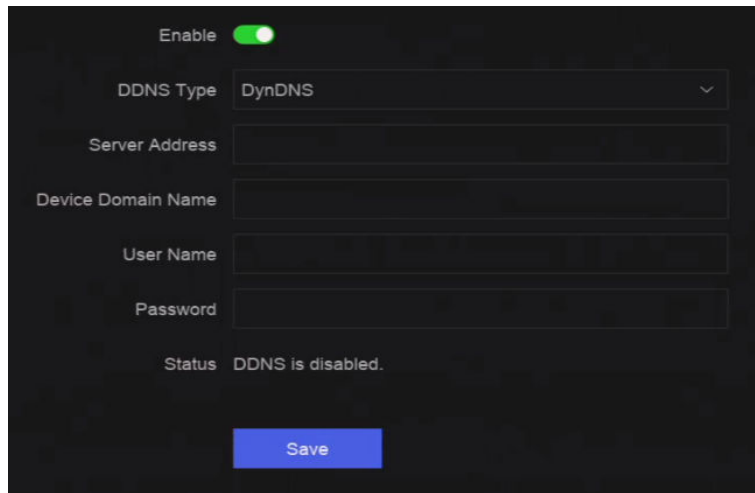 Enable
DDNS Type DynDNS
Server Address
Device Domain Name
User Name
Password
Status DDNS is disabled.
Save